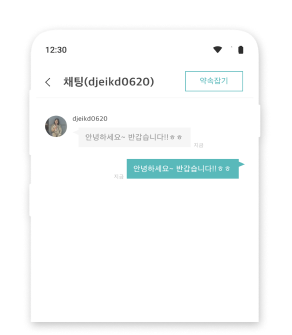 12:30
채팅(djeikd0620)
약속잡기
djeikd0620
안녕하세요~ 반갑습니다!!ㅎㅎ
지금
안녕하세요~ 반갑습니다!!ㅎㅎ
지금